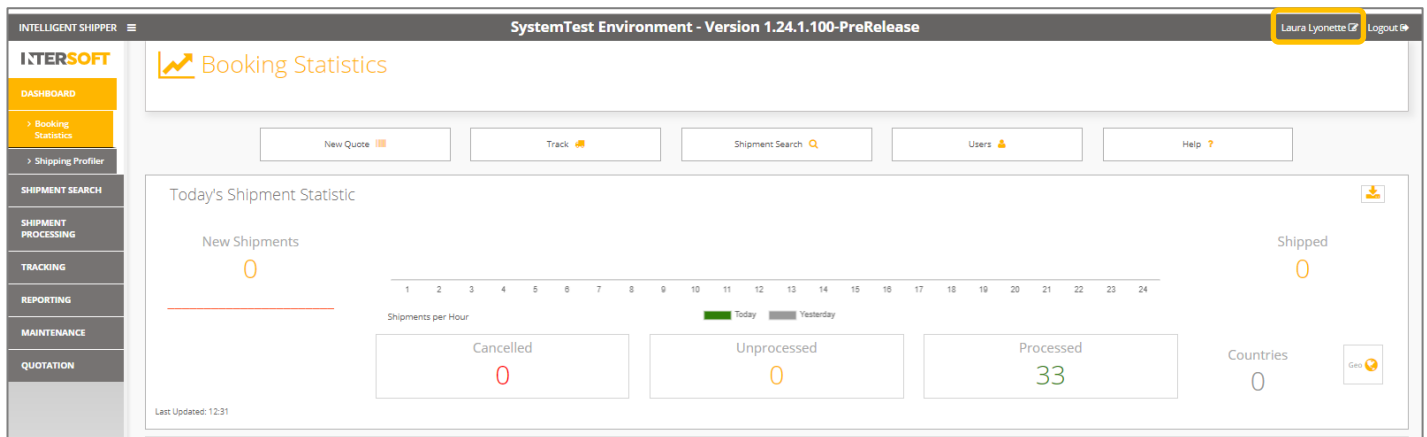 INTELLIGENT SHIPPER
SystemTest Environment - Version 1.24.1.100-PreRelease
Laura Lyonette
Logout
INTERSOFT
Booking Statistics
DASHBOARD
> Booking
Statistics
> Shipping Profiler
SHIPMENT SEARCH
SHIPMENT
PROCESSING
TRACKING
REPORTING
MAINTENANCE
QUOTATION
New Quote
Track
Shipment Search
Users
Help ?
Today's Shipment Statistic
New Shipments
0
Shipped
0
1 2 3 4 5 6 7 8 9 10 11 12 13 14 15 16 17 18 19 20 21 22 23 24
Shipments per Hour
Today Yesterday
Cancelled
0
Unprocessed
0
Processed
33
Countries
0
Geo
Last Updated: 12:31